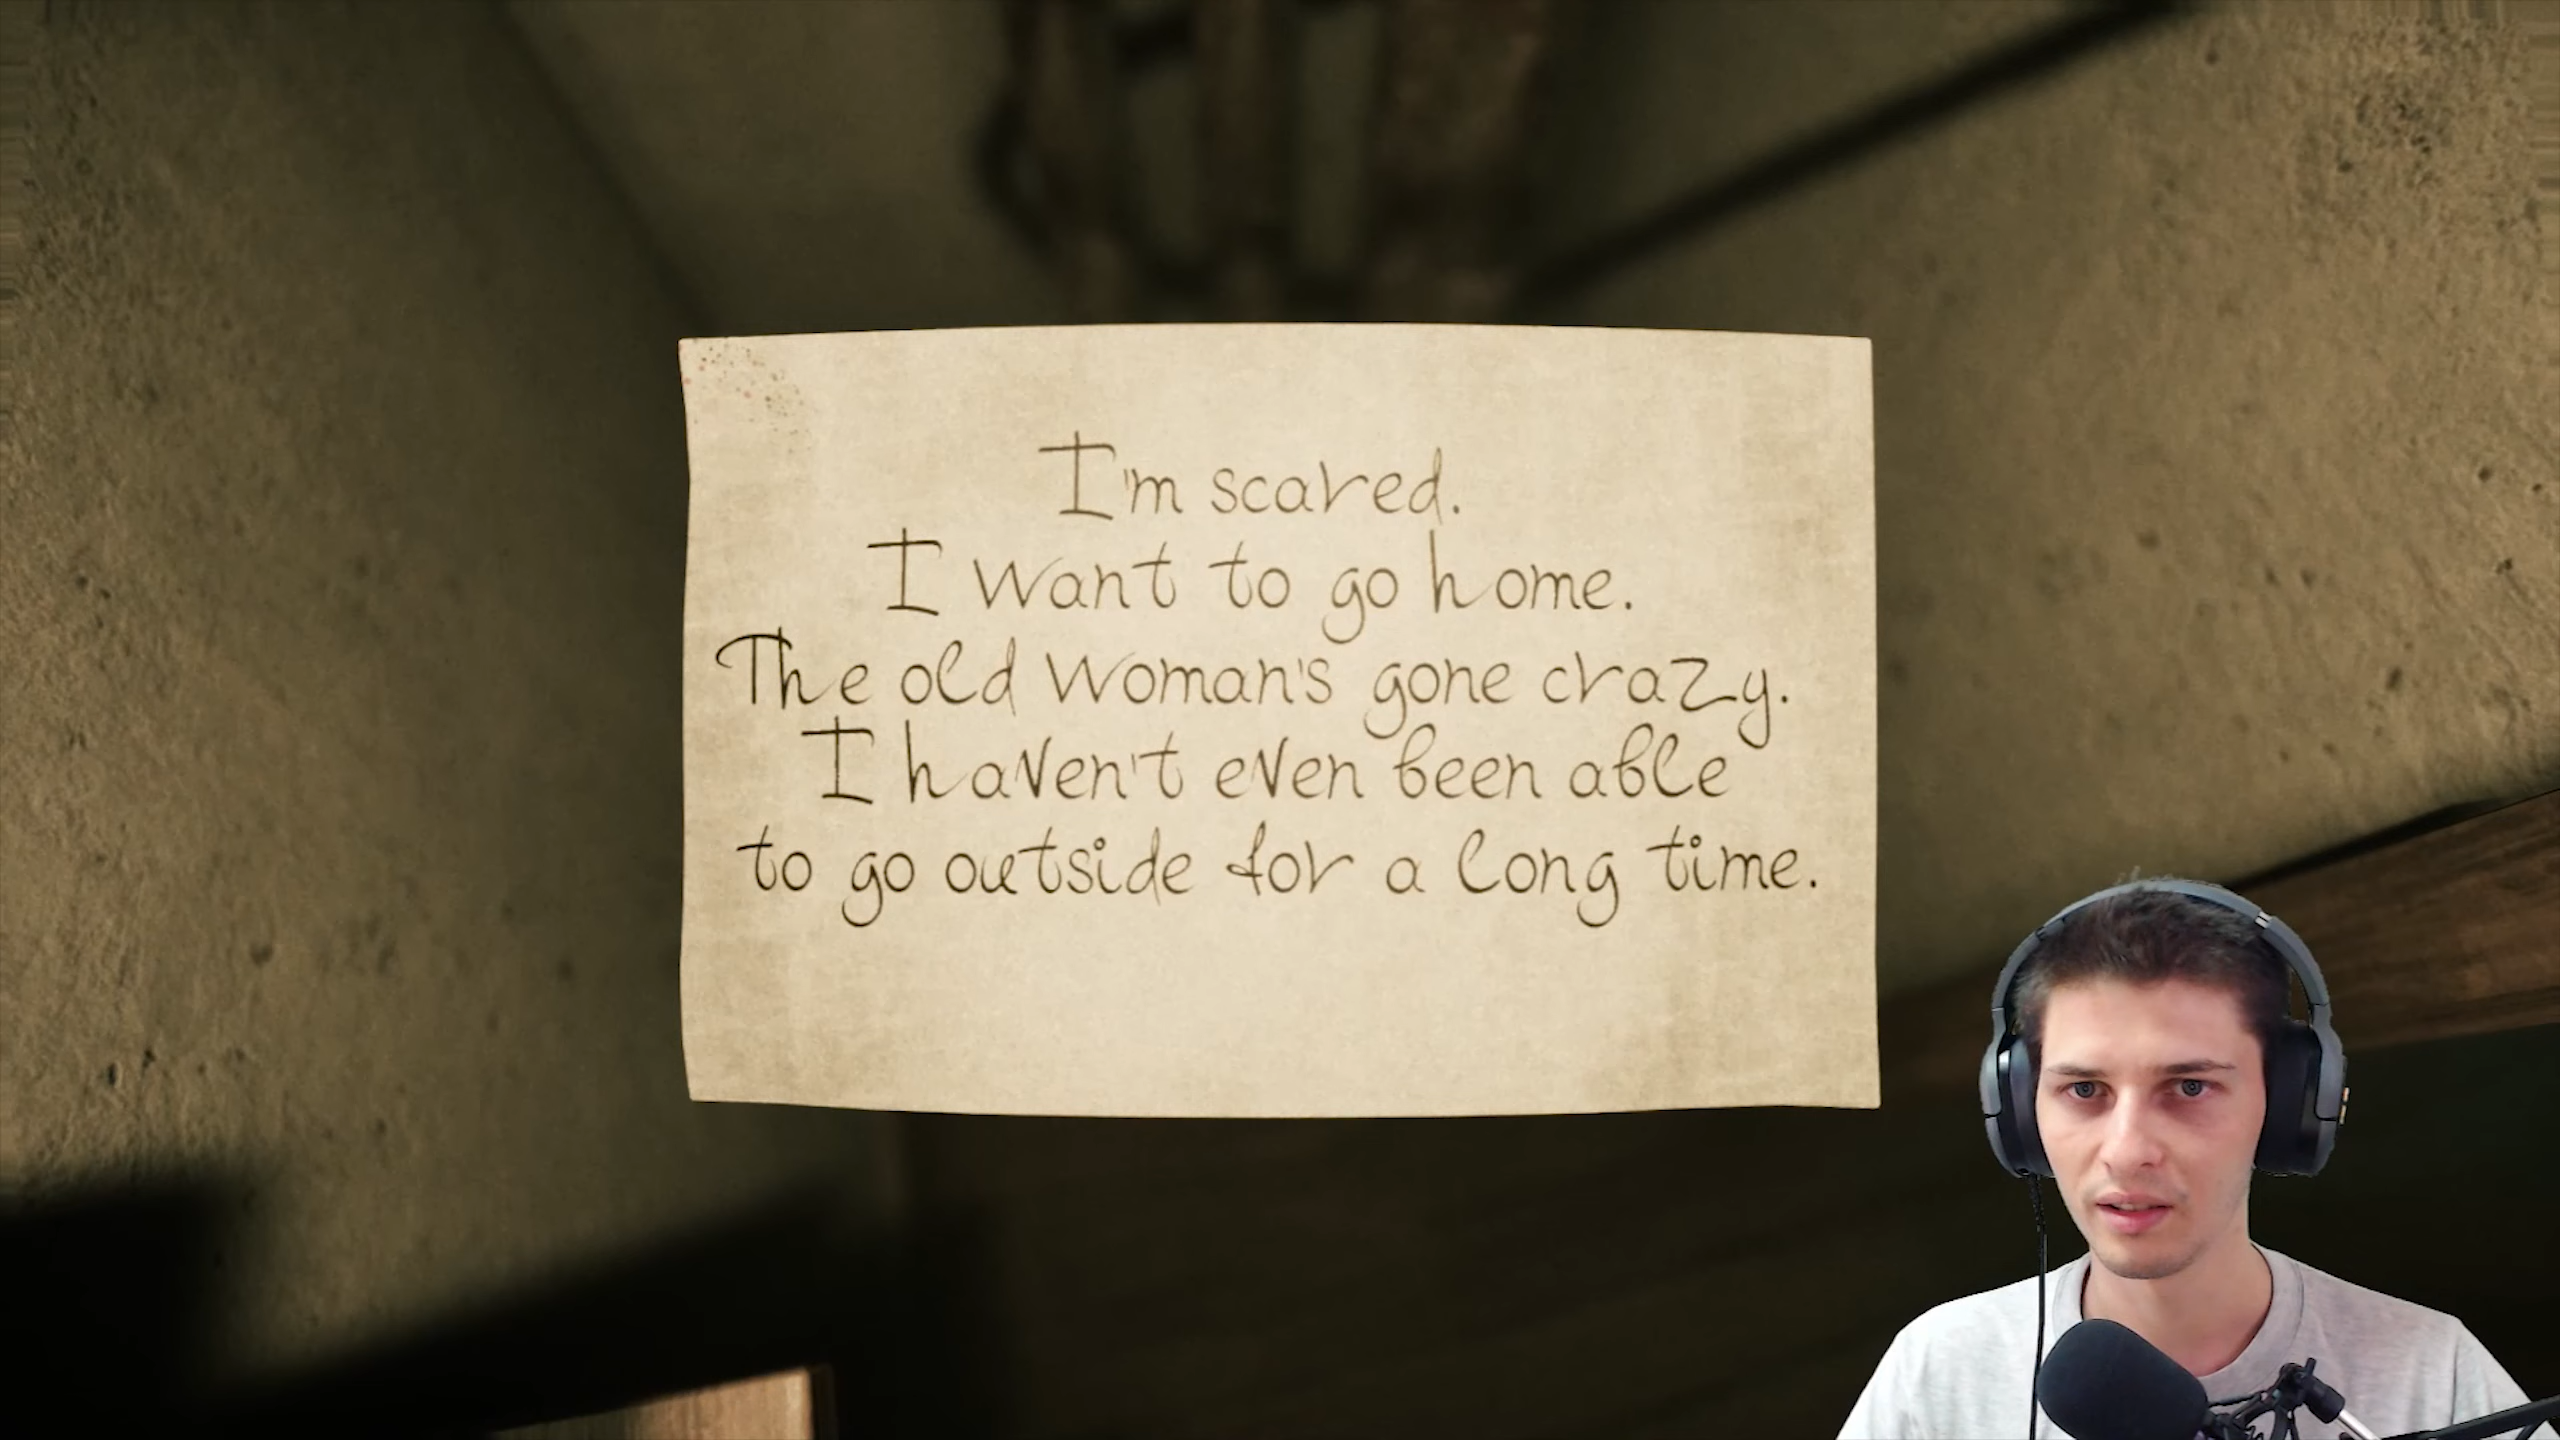 I'm scared.
I want to go home.
The old woman's gone crazy.
I haven't even been able
to go outside for a long time.